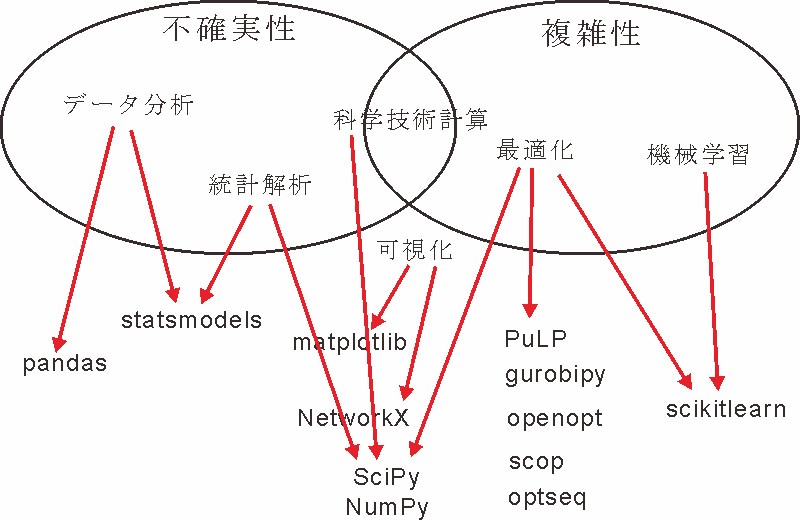 不確実性
複雑性
データ分析
科学技術計算
最適化
機械学習
統計解析
可視化
statsmodels
matplotlib
PuLP
pandas
gurobipy
scikitlearn
NetworkX
openopt
scop
SciPy
optseq
NumPy